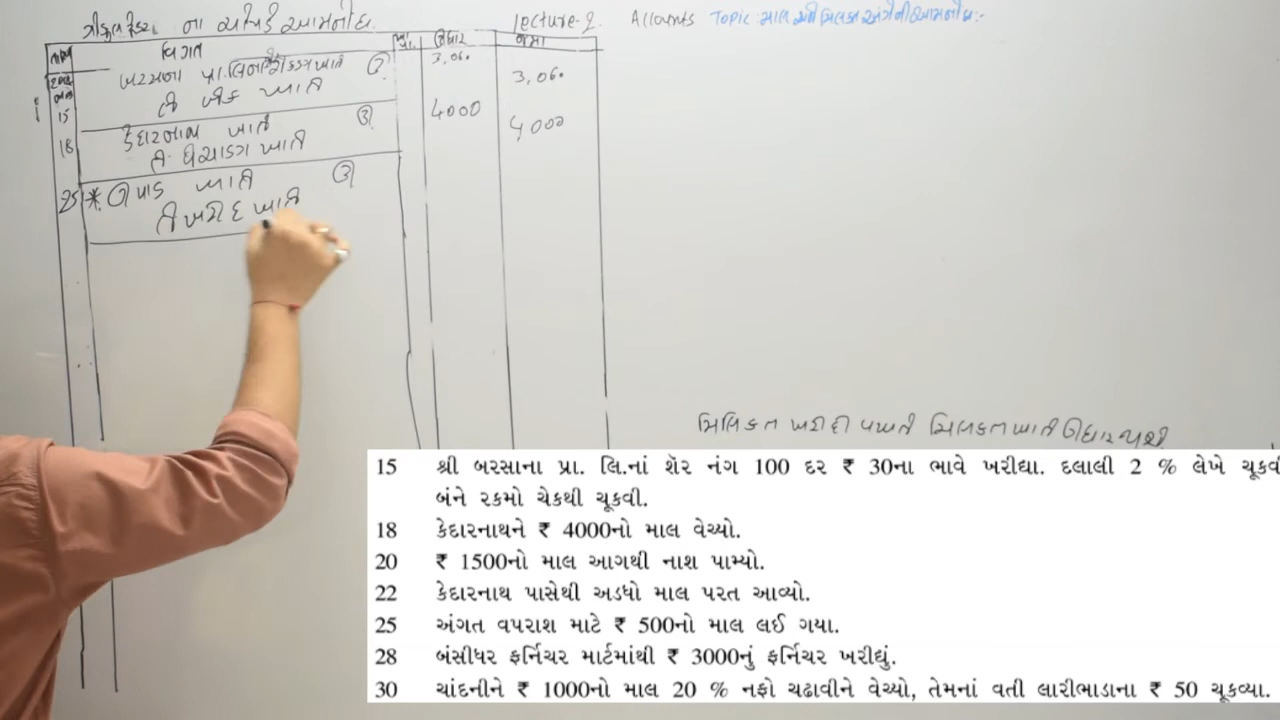 ના આમનોધ Lecture-2 Accounts Topic: માલ અને મિલકત અંગેની આમનોધ:-
વિગત ઉધાર જમા
3,060
બરસાના પ્રા.લિના શેર ખાતે ઉ 3,060
તે બેંક ખાતે
15 4000
કેદારનાથ ખાતે ઉ 4000
18 તે વેચાણ ખાતે
25 * ઉપાડ ખાતે ઉ
તે ખરીદ ખાતે
મિલકત ખરીદી વખતે મિલકત ખાતે ઉધાર થશે
15 શ્રી બરસાના પ્રા. લિ.નાં શૅર નંગ 100 દર ₹ 30ના ભાવે ખરીદ્યા. દલાલી 2 % લેખે ચૂકવી
બંને રકમો ચેકથી ચૂકવી.
18 કેદારનાથને ₹ 4000નો માલ વેચ્યો.
20 ₹ 1500નો માલ આગથી નાશ પામ્યો.
22 કેદારનાથ પાસેથી અડધો માલ પરત આવ્યો.
25 અંગત વપરાશ માટે ₹ 500નો માલ લઈ ગયા.
28 બંસીધર ફર્નિચર માર્ટમાંથી ₹ 3000નું ફર્નિચર ખરીદ્યું.
30 ચાંદનીને ₹ 1000નો માલ 20 % નફો ચઢાવીને વેચ્યો, તેમનાં વતી લારીભાડાના ₹ 50 ચૂકવ્યા.